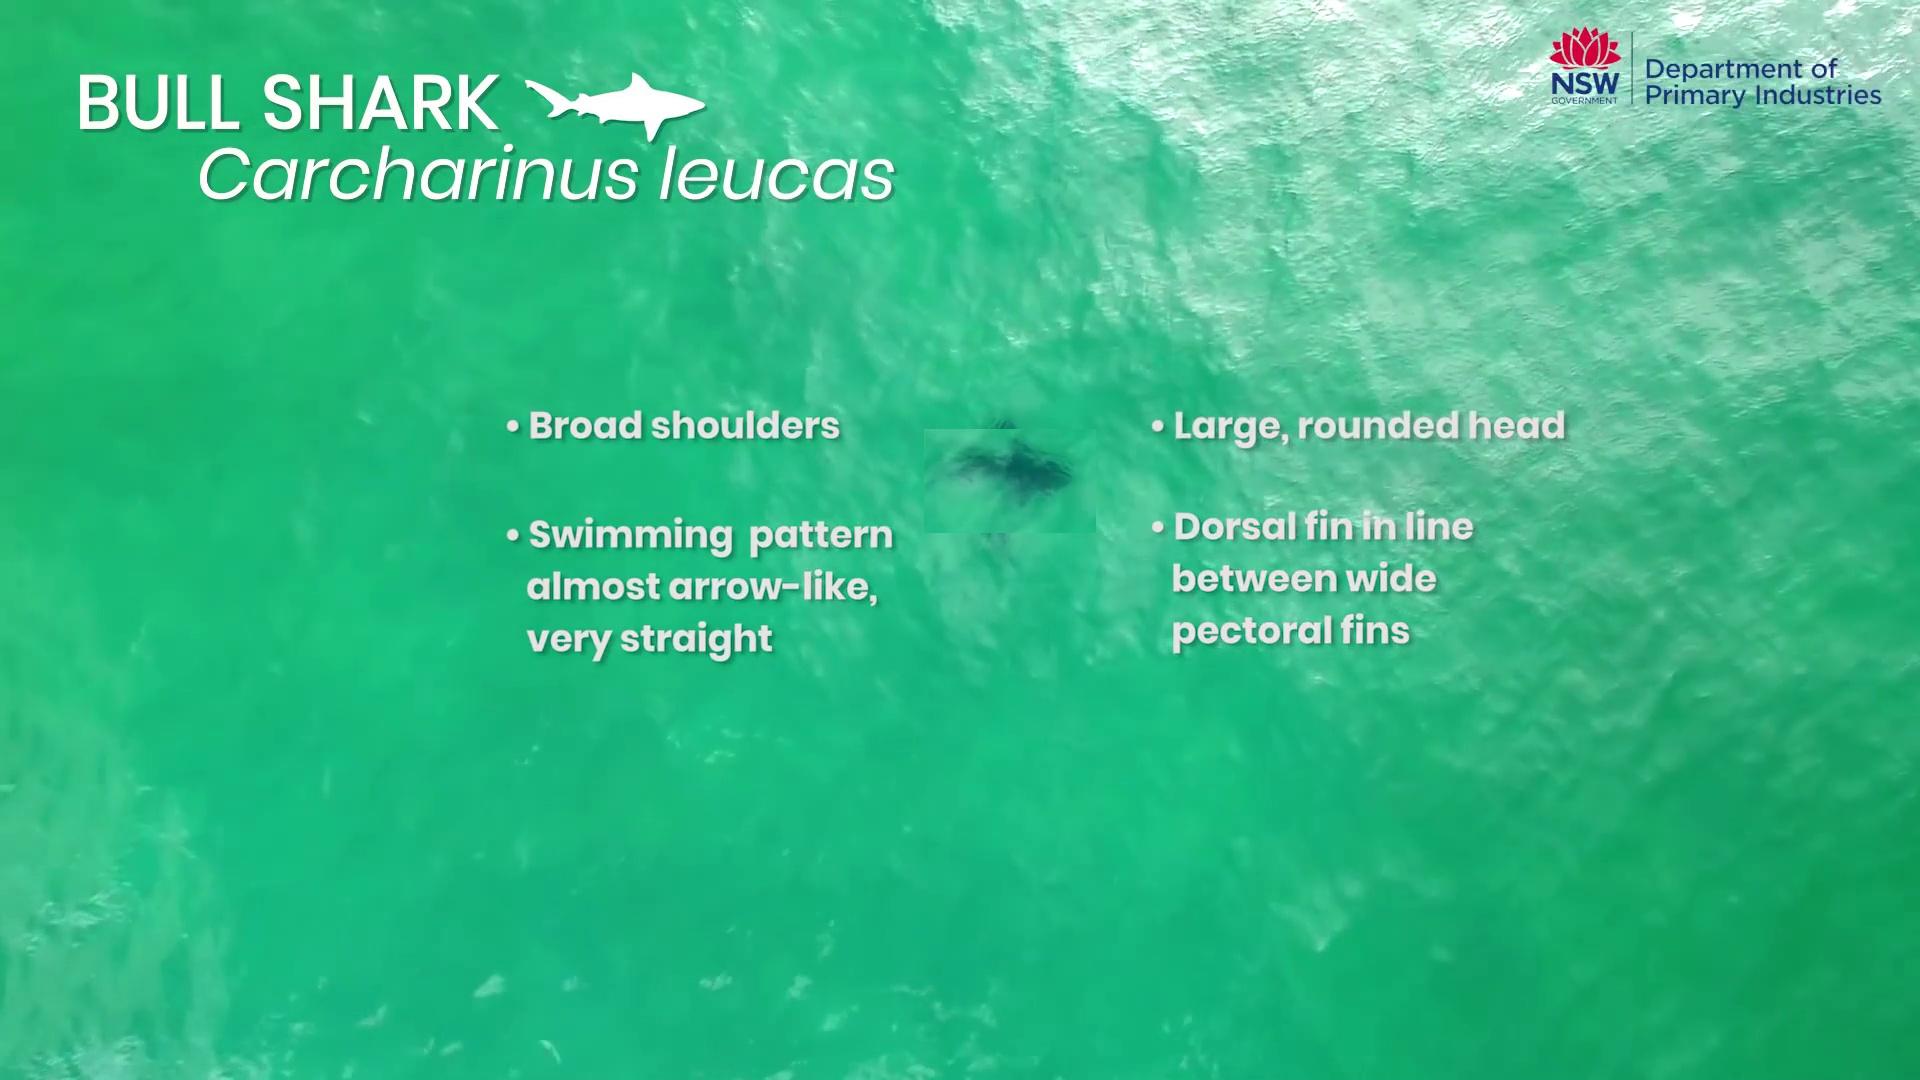 BULL SHARK
Carcharinus leucas
NSW
GOVERNMENT
Department of
Primary Industries
• Broad shoulders
• Swimming pattern
almost arrow-like,
very straight
• Large, rounded head
• Dorsal fin in line
between wide
pectoral fins